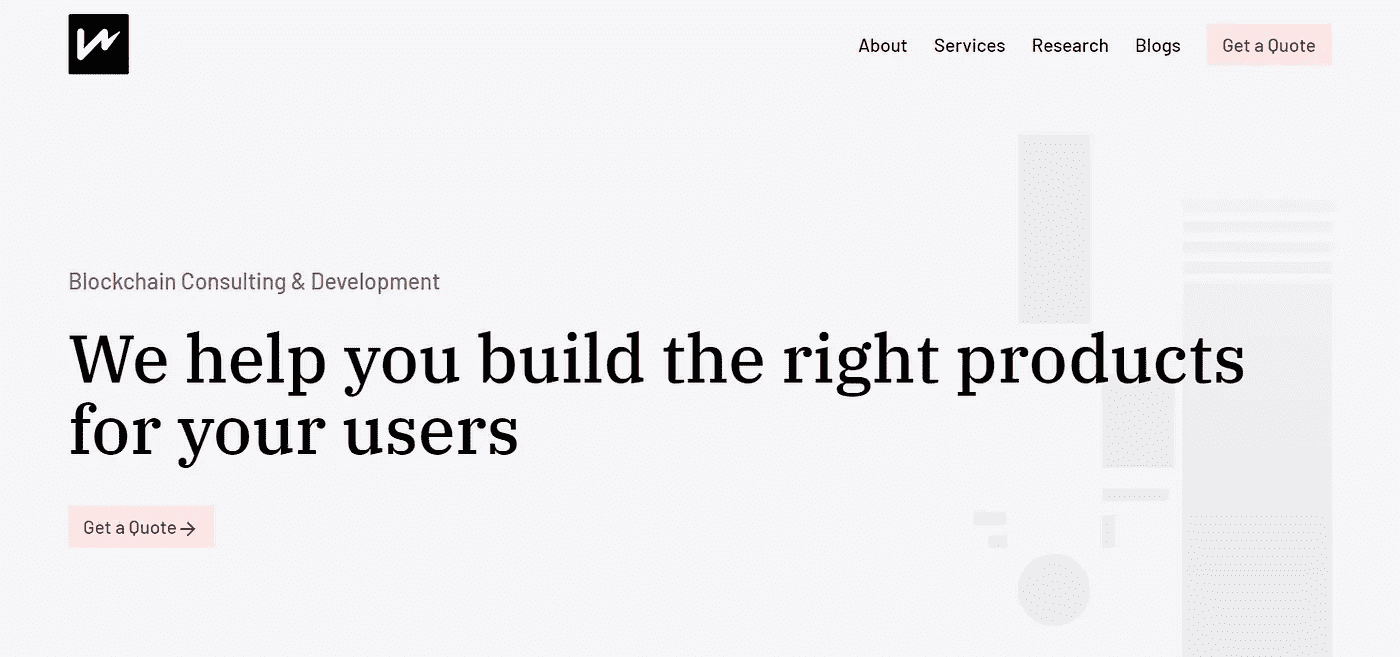 About Services Research Blogs Get a Quote
Blockchain Consulting & Development
We help you build the right products
for your users
Get a Quote →